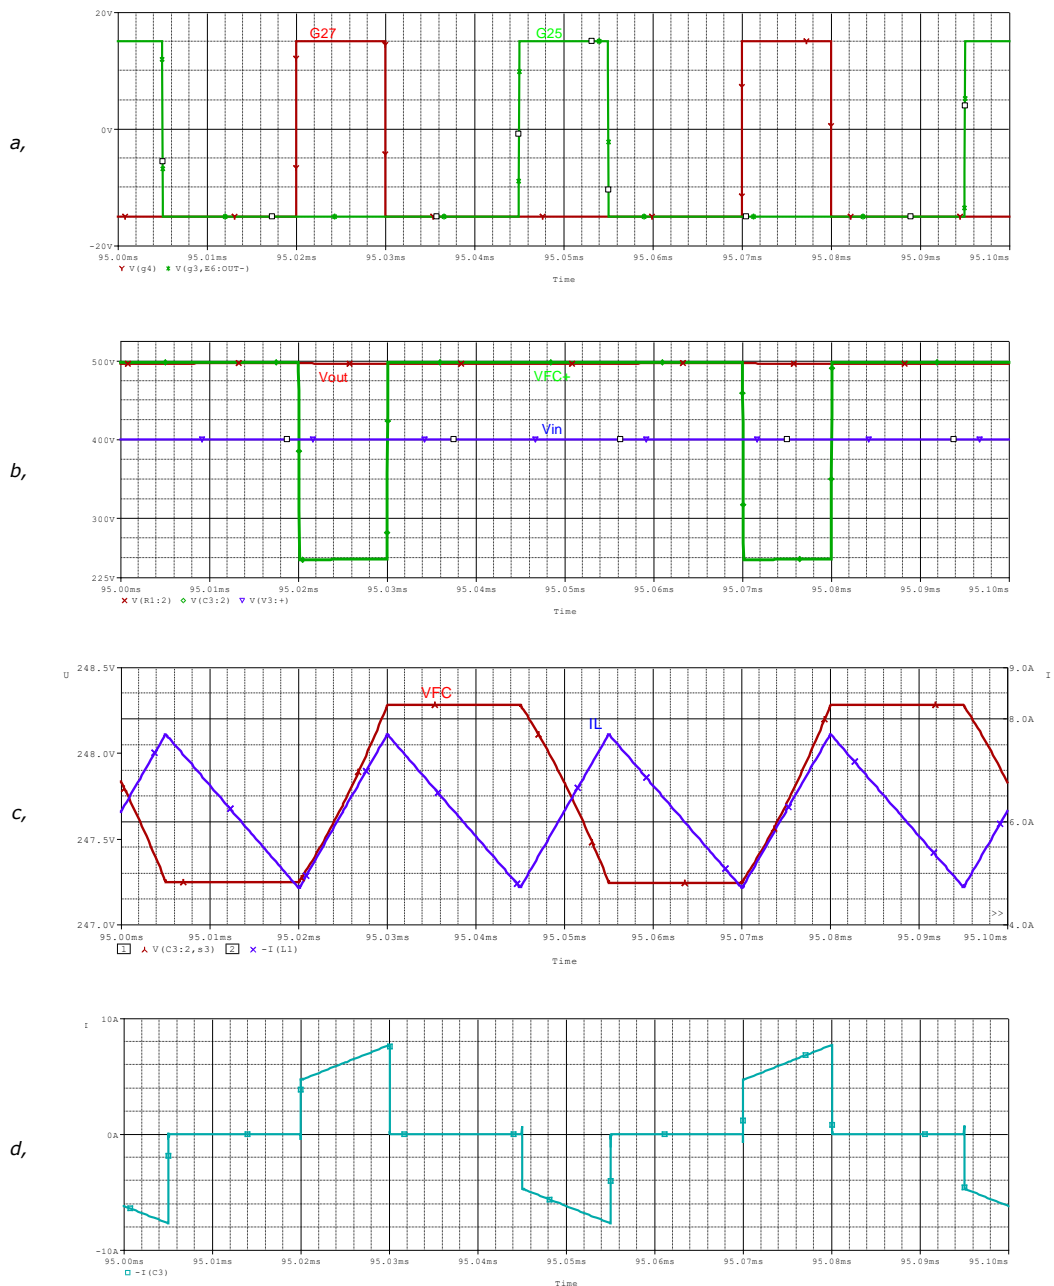 a,
20V
0V
-20V
G27
G25
95.00ms 95.01ms 95.02ms 95.03ms 95.04ms 95.05ms 95.06ms 95.07ms 95.08ms 95.09ms 95.10ms
V(g4) V(g3,E6:OUT-)
Time
b,
500V
400V
300V
225V
Vout
VFC+
Vin
95.00ms 95.01ms 95.02ms 95.03ms 95.04ms 95.05ms 95.06ms 95.07ms 95.08ms 95.09ms 95.10ms
V(R1:2) V(C3:2) V(V3:+)
Time
c,
U
248.5V
248.0V
247.5V
247.0V
VFC
IL
9.0A
I
8.0A
6.0A
4.0A
>>
95.00ms 95.01ms 95.02ms 95.03ms 95.04ms 95.05ms 95.06ms 95.07ms 95.08ms 95.09ms 95.10ms
1 V(C3:2,s3) 2 -I(L1)
Time
d,
I
10A
0A
-10A
95.00ms 95.01ms 95.02ms 95.03ms 95.04ms 95.05ms 95.06ms 95.07ms 95.08ms 95.09ms 95.10ms
-I(C3)
Time